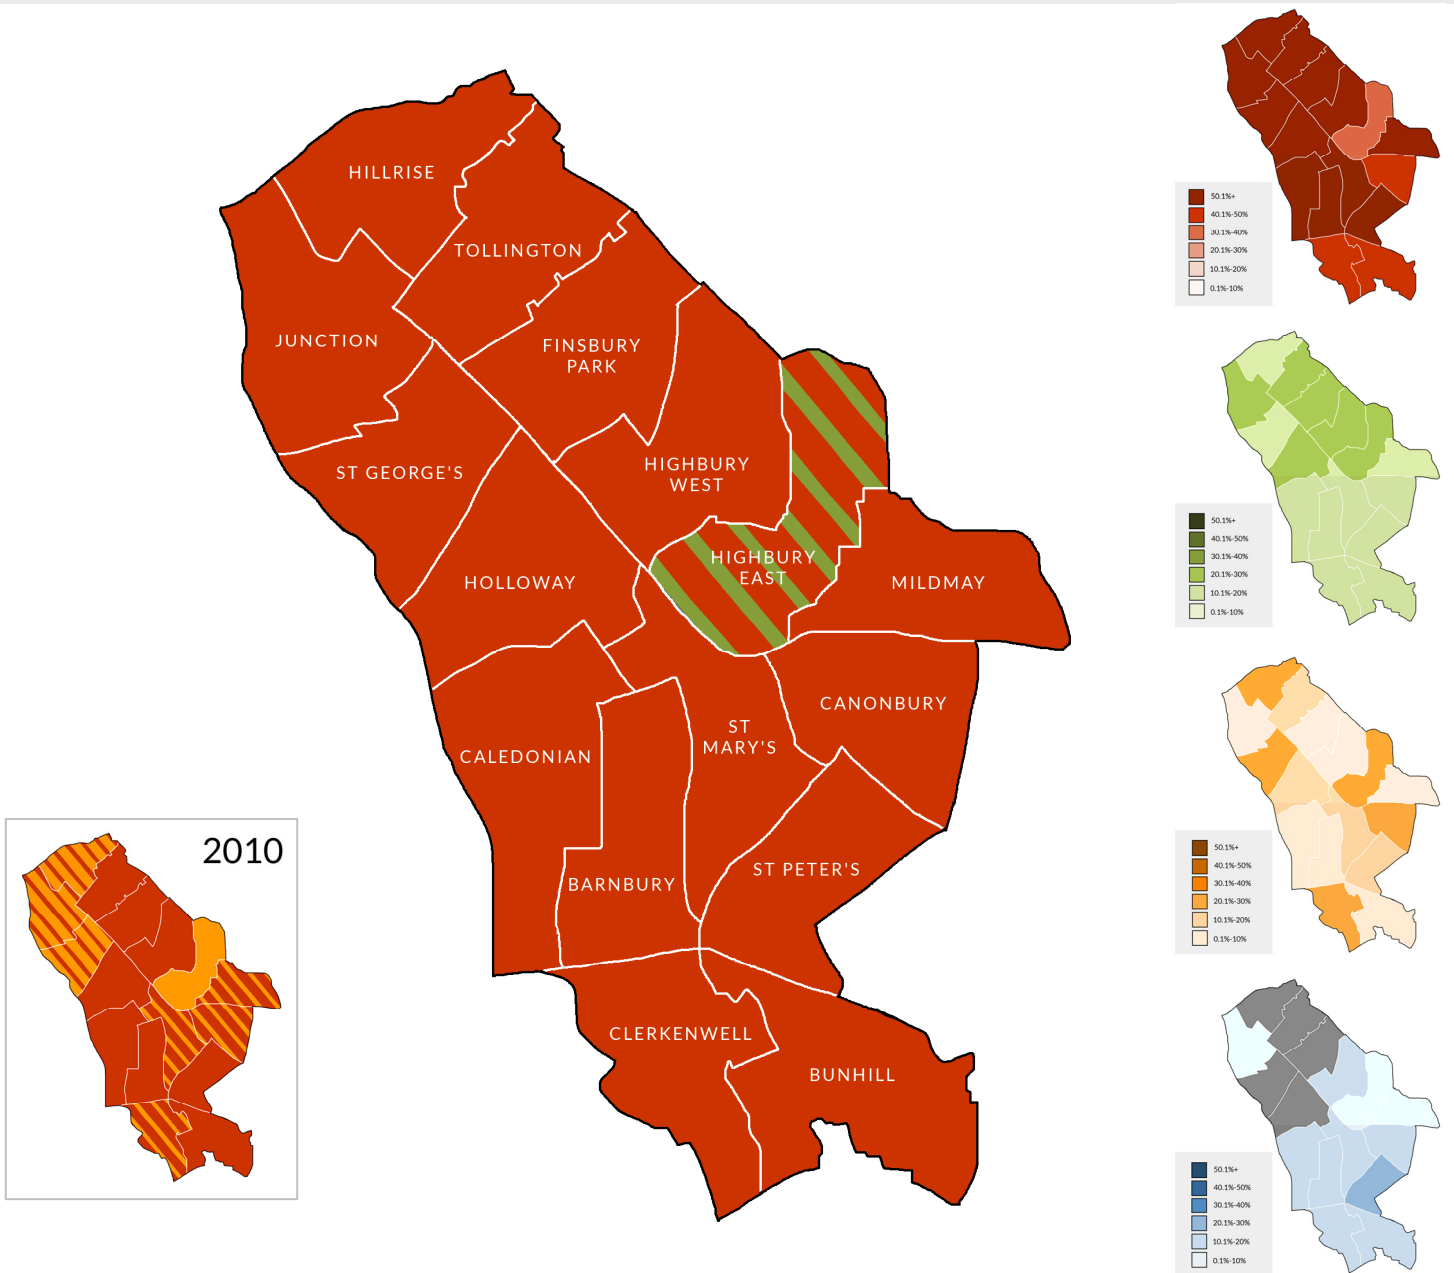 HILLRISE
TOLLINGTON
JUNCTION
FINSBURY
PARK
ST GEORGE'S
HIGHBURY
WEST
HOLLOWAY
HIGHBURY
EAST
MILDMAY
CALEDONIAN
ST
MARY'S
CANONBURY
BARNBURY
ST PETER'S
CLERKENWELL
BUNHILL
2010
50.1%+
40.1%-50%
30.1%-40%
20.1%-30%
10.1%-20%
0.1%-10%
50.1%+
40.1%-50%
30.1%-40%
20.1%-30%
10.1%-20%
0.1%-10%
50.1%+
40.1%-50%
30.1%-40%
20.1%-30%
10.1%-20%
0.1%-10%
50.1%+
40.1%-50%
30.1%-40%
20.1%-30%
10.1%-20%
0.1%-10%